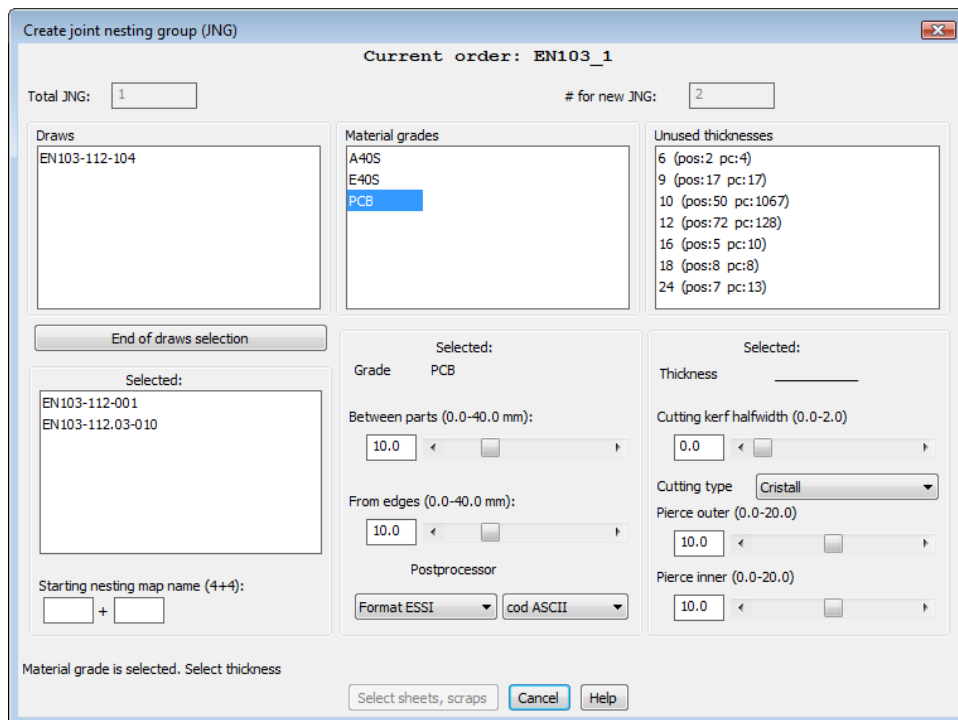 Create joint nesting group (JNG)
Current order: EN103_1
Total JNG: 1 # for new JNG: 2
Draws
EN103-112-104
Material grades
A40S
E40S
PCB
Unused thicknesses
6 (pos:2 pc:4)
9 (pos:17 pc:17)
10 (pos:50 pc:1067)
12 (pos:72 pc:128)
16 (pos:5 pc:10)
18 (pos:8 pc:8)
24 (pos:7 pc:13)
End of draws selection
Selected:
EN103-112-001
EN103-112.03-010
Starting nesting map name (4+4):
+
Selected:
Grade PCB
Between parts (0.0-40.0 mm):
10.0
From edges (0.0-40.0 mm):
10.0
Postprocessor
Format ESSI cod ASCII
Selected:
Thickness __________
Cutting kerf halfwidth (0.0-2.0)
0.0
Cutting type Cristall
Pierce outer (0.0-20.0)
10.0
Pierce inner (0.0-20.0)
10.0
Material grade is selected. Select thickness
Select sheets, scraps Cancel Help